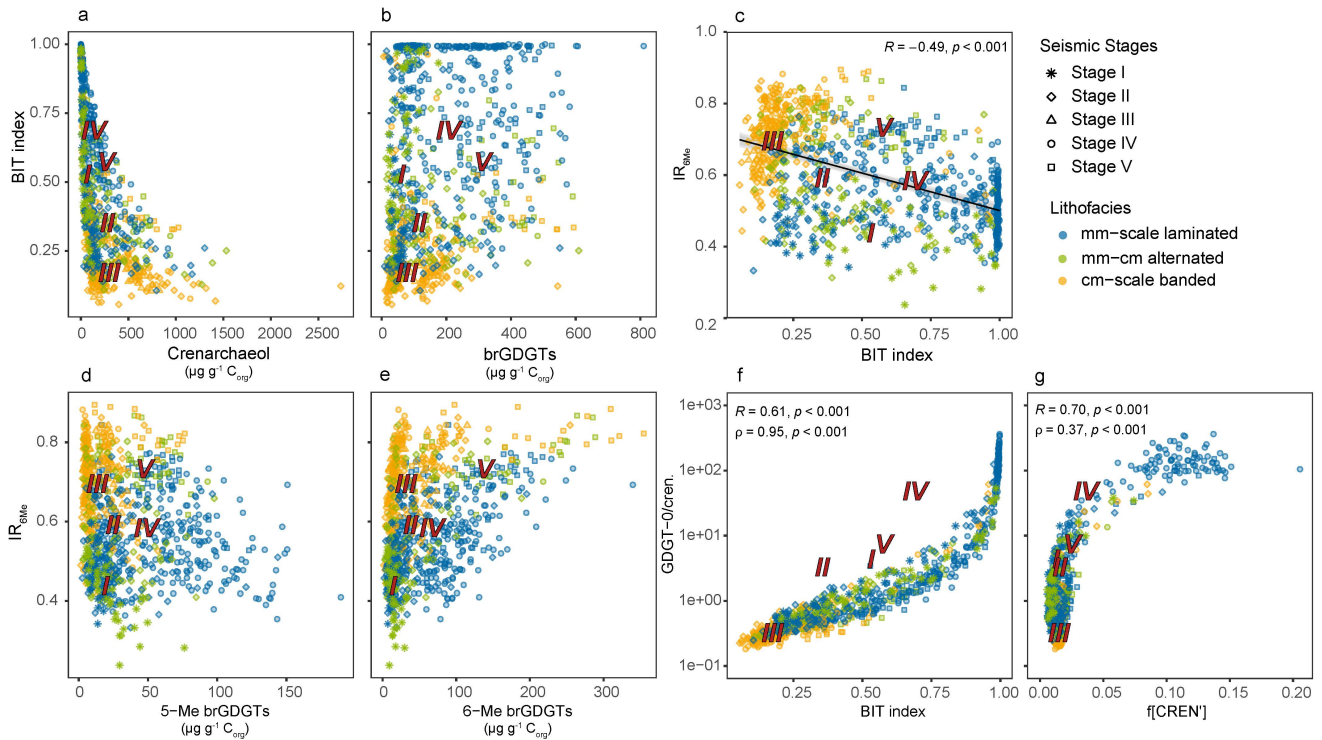 a
b
c
1.00
0.75
0.50
0.25
BIT index
IV
V
I
II
III
0
500
1000
1500
2000
2500
Crenarchaeol
(µg g⁻¹ Corg)
IV
V
I
II
III
0
200
400
600
800
brGDGTs
(µg g⁻¹ Corg)
1.0
0.8
0.6
0.4
0.2
IR6Me
R = −0.49, p < 0.001
III
V
II
IV
I
0.25
0.50
0.75
1.00
BIT index
Seismic Stages
Stage I
Stage II
Stage III
Stage IV
Stage V
Lithofacies
mm−scale laminated
mm−cm alternated
cm−scale banded
d
e
f
g
0.8
0.6
0.4
IR6Me
V
III
II
IV
I
0
50
100
150
5−Me brGDGTs
(µg g⁻¹ Corg)
V
III
II
IV
I
0
100
200
300
6−Me brGDGTs
(µg g⁻¹ Corg)
1e+03
1e+02
1e+01
1e+00
1e−01
GDGT−0/cren.
R = 0.61, p < 0.001
ρ = 0.95, p < 0.001
IV
V
I
II
III
0.25
0.50
0.75
1.00
BIT index
R = 0.70, p < 0.001
ρ = 0.37, p < 0.001
IV
V
I
II
III
0.00
0.05
0.10
0.15
0.20
f[CREN']